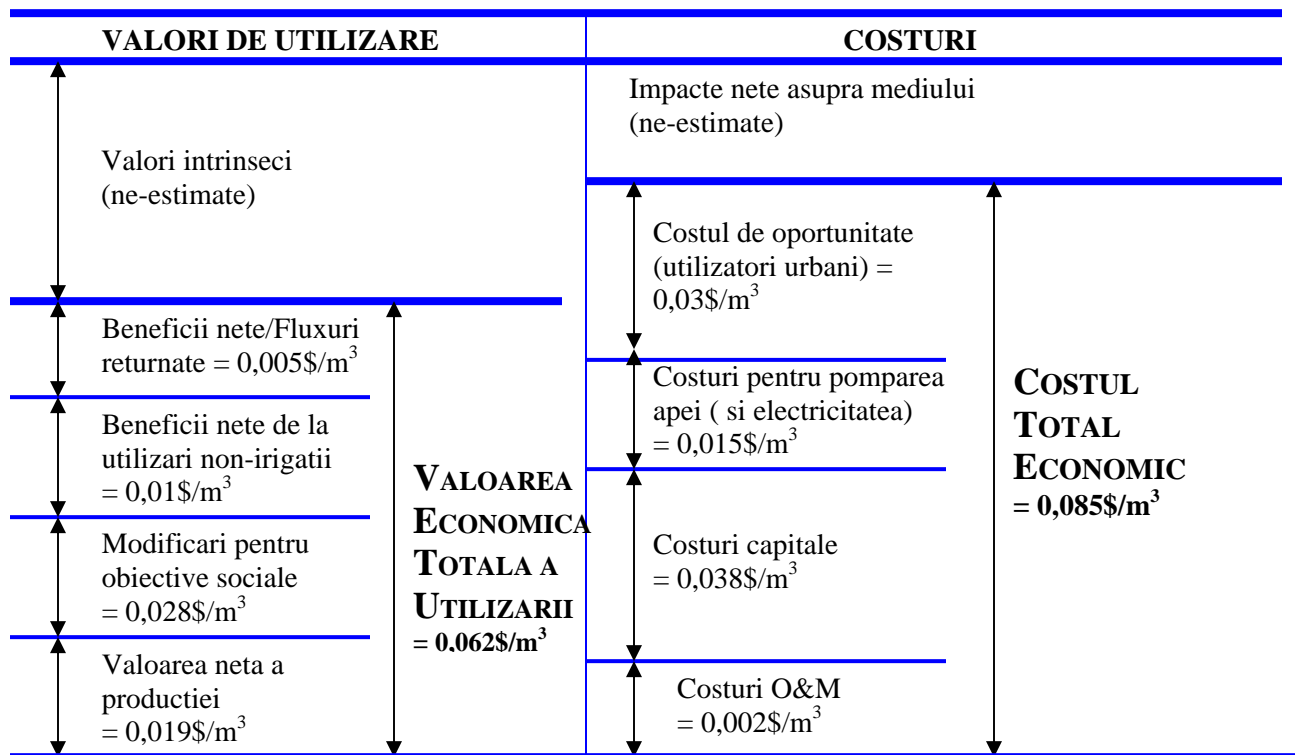 VALORI DE UTILIZARE
Valori intrinseci
(ne-estimate)
Beneficii nete/Fluxuri
returnate = 0,005$/m³
Beneficii nete de la
utilizari non-irigatii
= 0,01$/m³
Modificari pentru
obiective sociale
= 0,028$/m³
Valoarea neta a
productiei
= 0,019$/m³
VALOAREA
ECONOMICA
TOTALA A
UTILIZARII
= 0,062$/m³
COSTURI
Impacte nete asupra mediului
(ne-estimate)
Costul de oportunitate
(utilizatori urbani) =
0,03$/m³
Costuri pentru pomparea
apei ( si electricitatea)
= 0,015$/m³
Costuri capitale
= 0,038$/m³
Costuri O&M
= 0,002$/m³
COSTUL
TOTAL
ECONOMIC
= 0,085$/m³